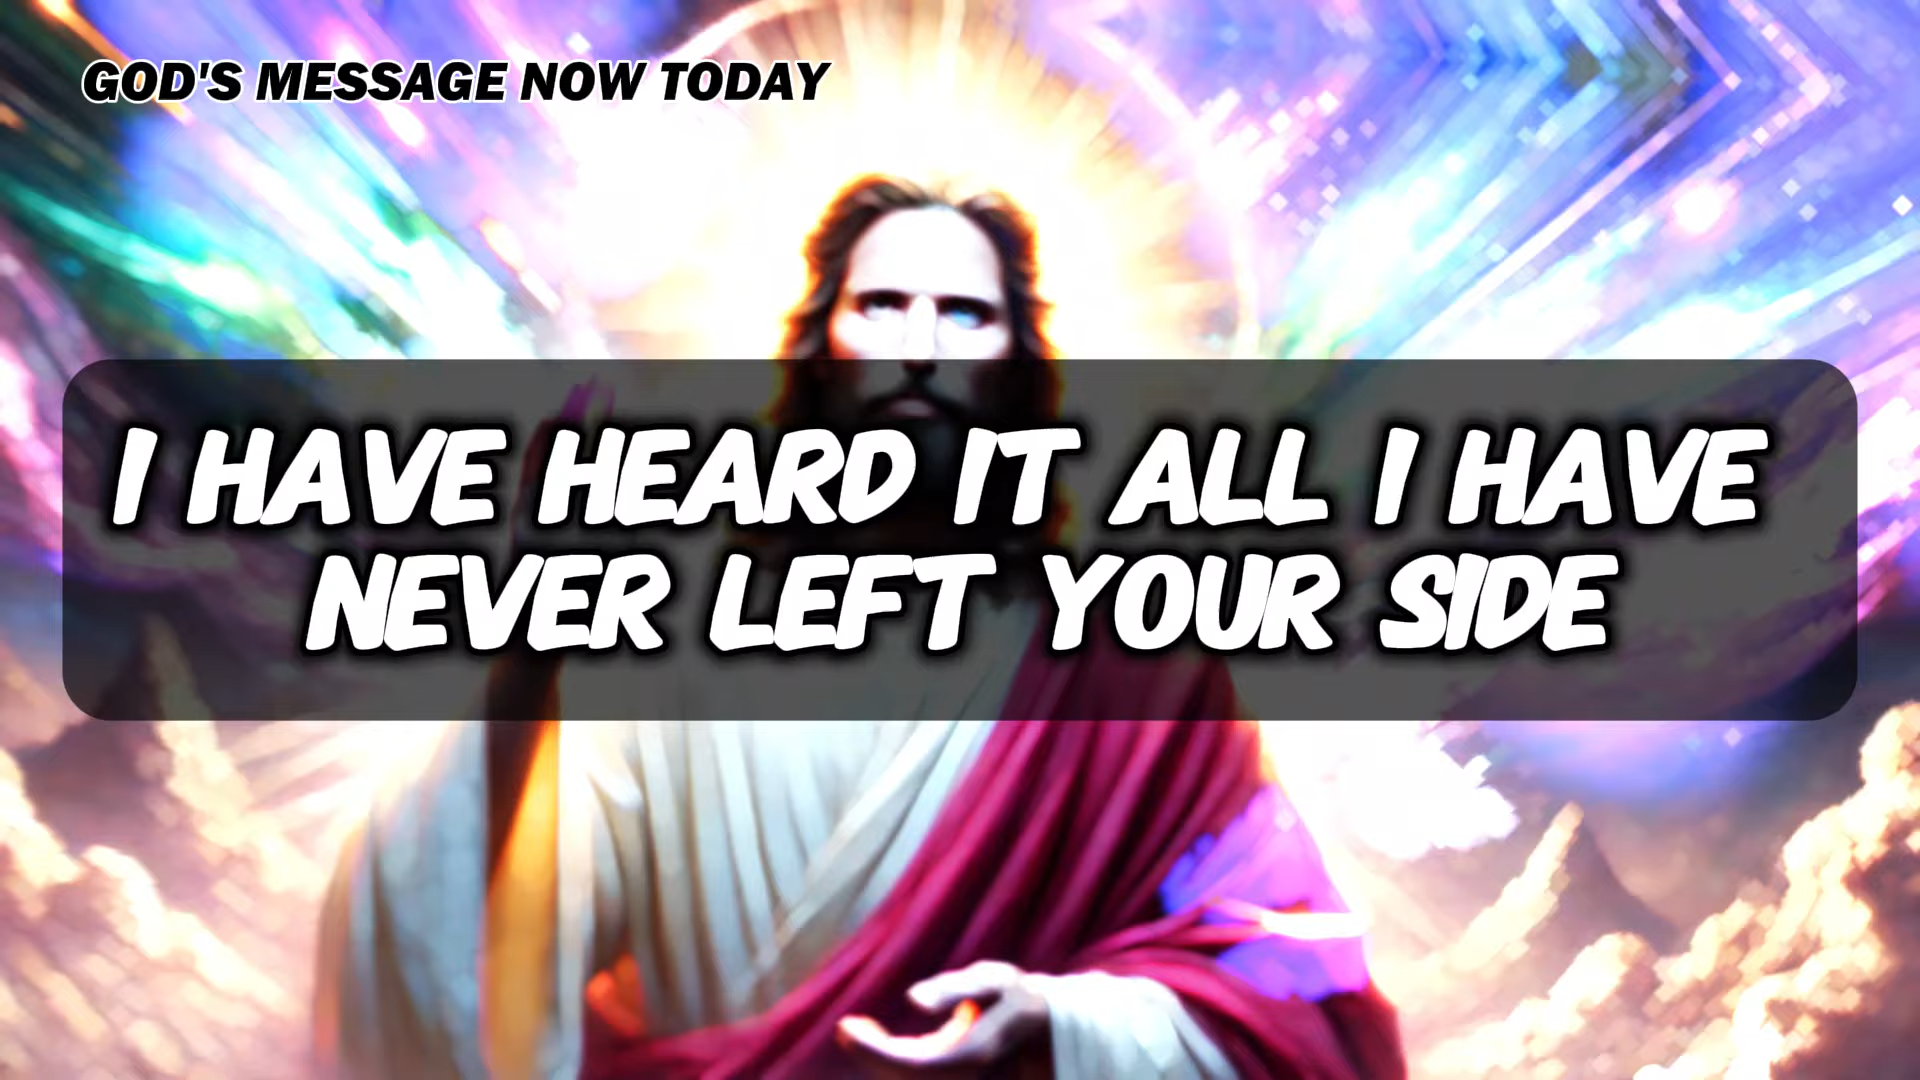 GOD'S MESSAGE NOW TODAY
I HAVE HEARD IT ALL I HAVE
NEVER LEFT YOUR SIDE